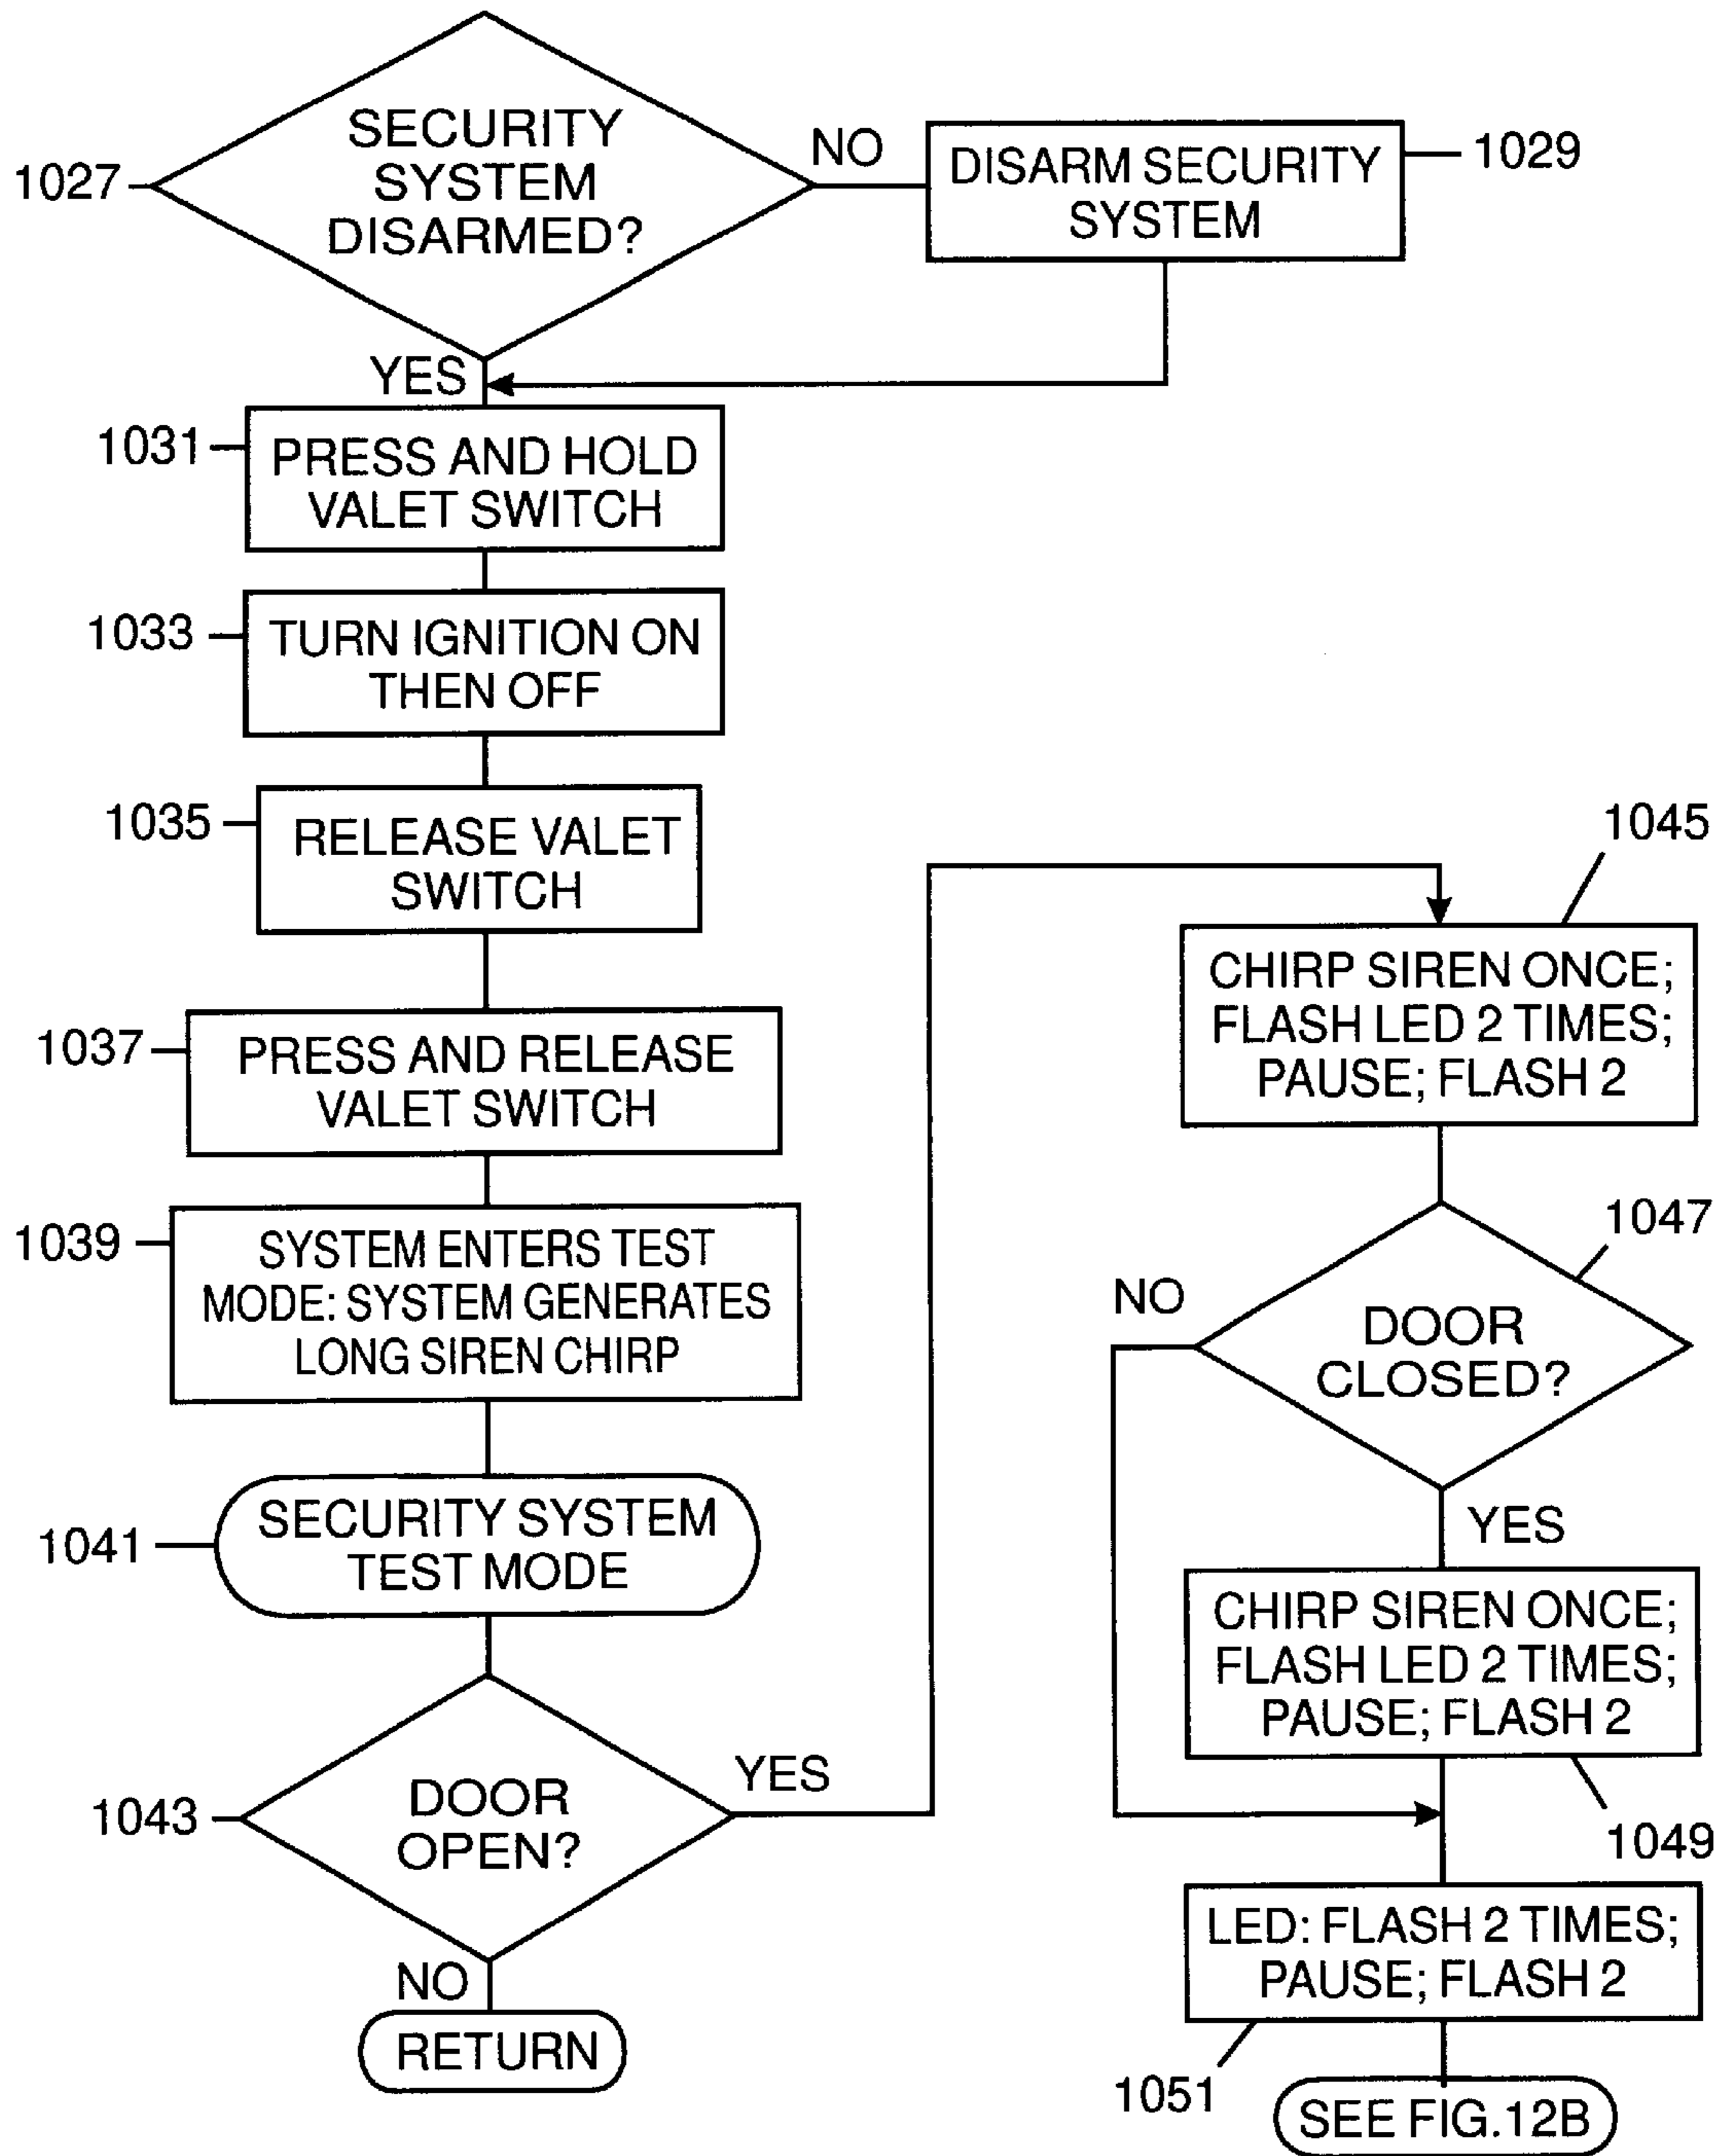 SECURITY
SYSTEM
DISARMED?
1027
NO
DISARM SECURITY
SYSTEM
1029
YES
1031
PRESS AND HOLD
VALET SWITCH
1033
TURN IGNITION ON
THEN OFF
1035
RELEASE VALET
SWITCH
1037
PRESS AND RELEASE
VALET SWITCH
1039
SYSTEM ENTERS TEST
MODE: SYSTEM GENERATES
LONG SIREN CHIRP
1041
SECURITY SYSTEM
TEST MODE
1043
DOOR
OPEN?
YES
NO
RETURN
1045
CHIRP SIREN ONCE;
FLASH LED 2 TIMES;
PAUSE; FLASH 2
1047
NO
DOOR
CLOSED?
YES
CHIRP SIREN ONCE;
FLASH LED 2 TIMES;
PAUSE; FLASH 2
1049
LED: FLASH 2 TIMES;
PAUSE; FLASH 2
1051
SEE FIG.12B